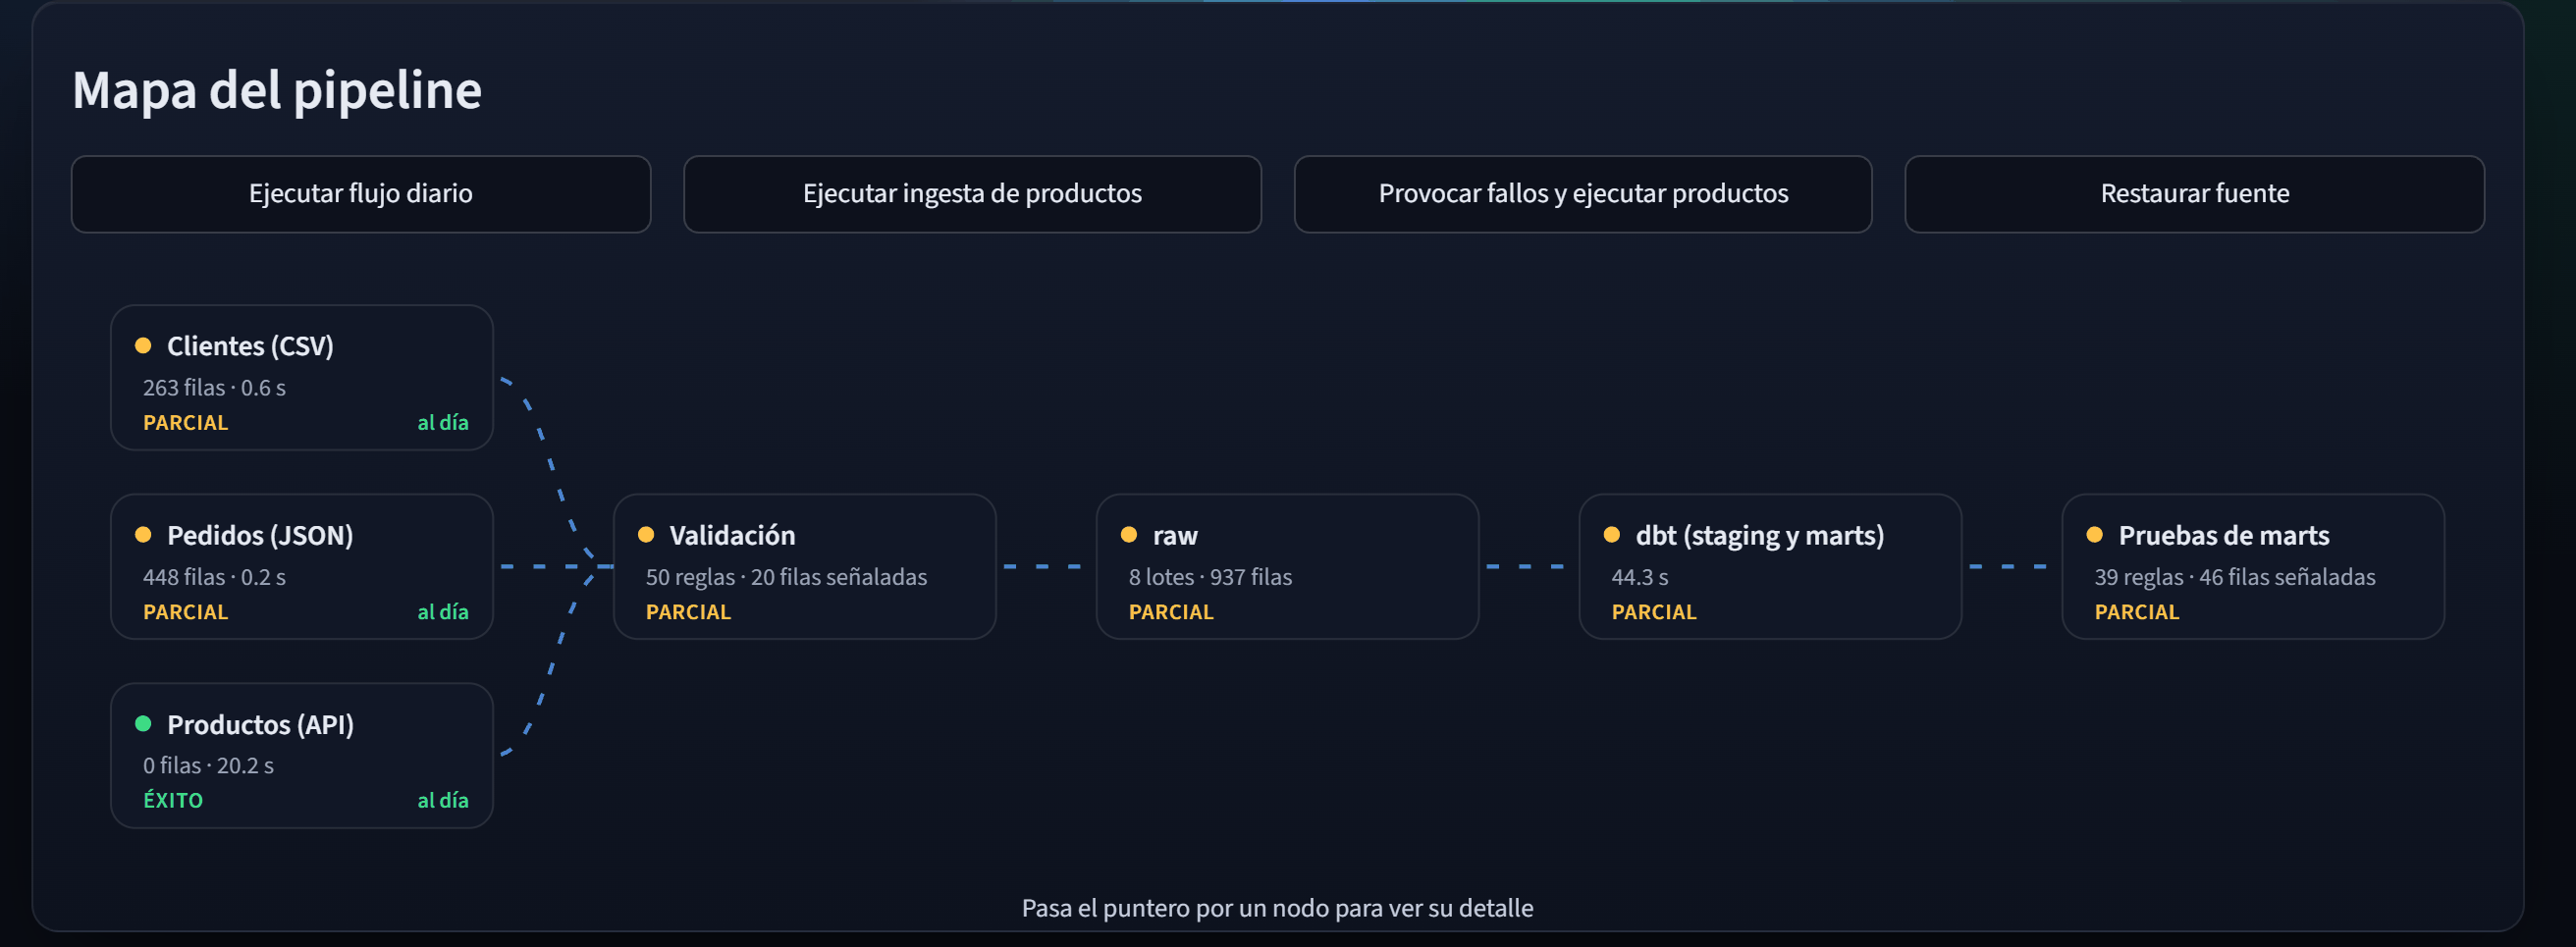 Mapa del pipeline
Ejecutar flujo diario
Ejecutar ingesta de productos
Provocar fallos y ejecutar productos
Restaurar fuente
Clientes (CSV)
263 filas · 0.6 s
PARCIAL
al día
Pedidos (JSON)
448 filas · 0.2 s
PARCIAL
al día
Productos (API)
0 filas · 20.2 s
ÉXITO
al día
Validación
50 reglas · 20 filas señaladas
PARCIAL
raw
8 lotes · 937 filas
PARCIAL
dbt (staging y marts)
44.3 s
PARCIAL
Pruebas de marts
39 reglas · 46 filas señaladas
PARCIAL
Pasa el puntero por un nodo para ver su detalle